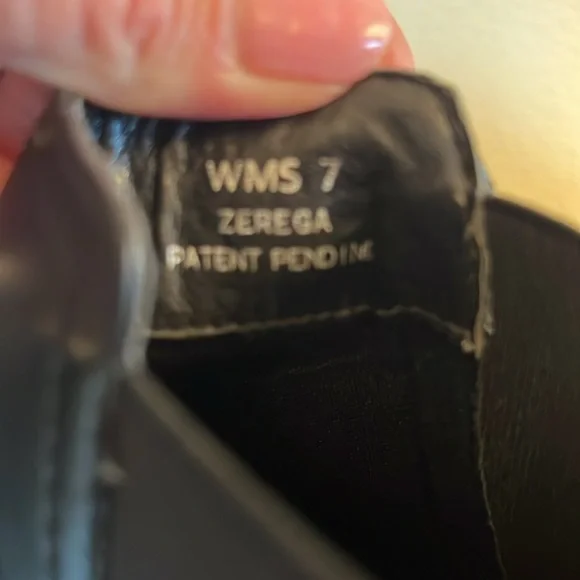 WMS 7
ZEREGA
PATENT PENDING